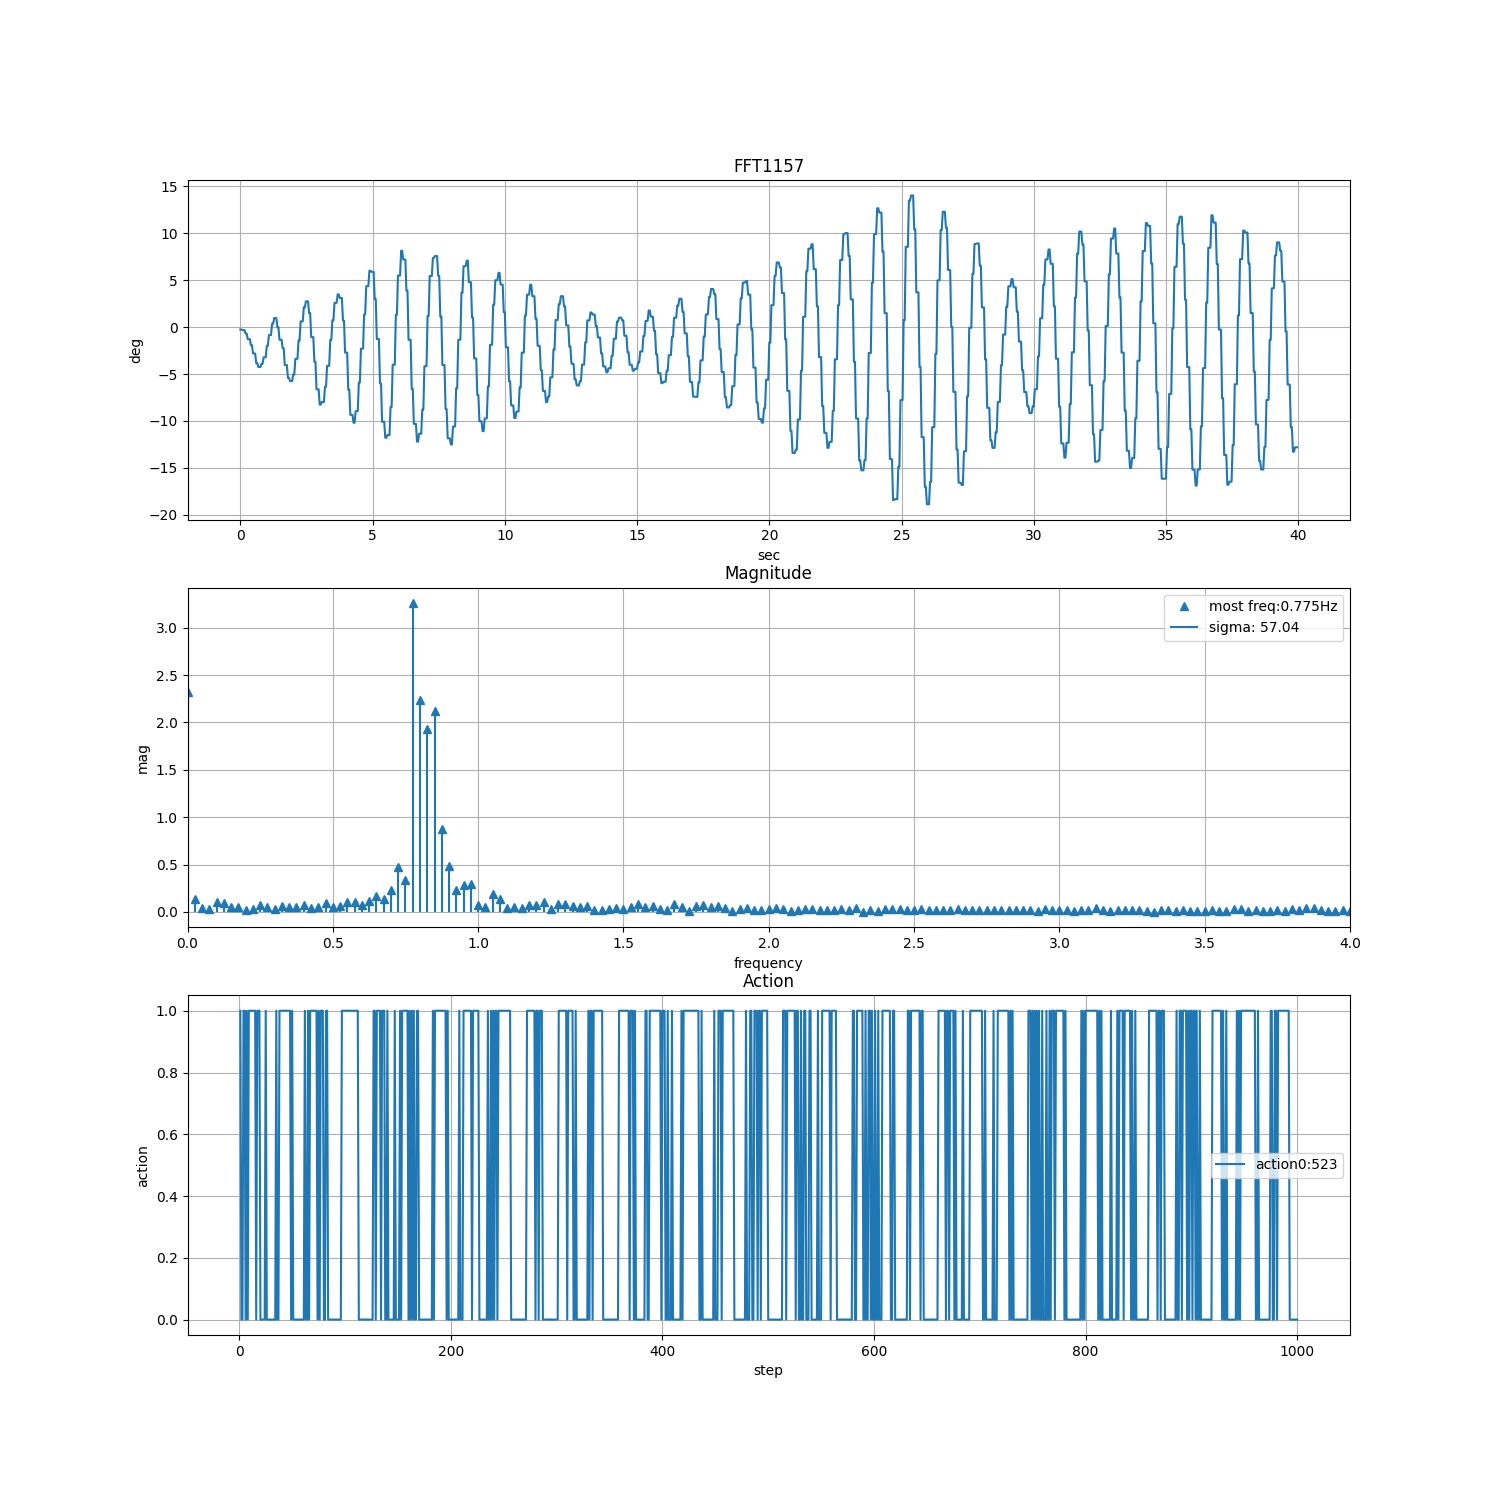 FFT1157
15
10
5
0
−5
−10
−15
−20
deg
0 5 10 15 20 25 30 35 40
sec
Magnitude
most freq:0.775Hz
sigma: 57.04
3.0
2.5
2.0
1.5
1.0
0.5
0.0
mag
0.0 0.5 1.0 1.5 2.0 2.5 3.0 3.5 4.0
frequency
Action
1.0
0.8
0.6
0.4
0.2
0.0
action
action0:523
0 200 400 600 800 1000
step